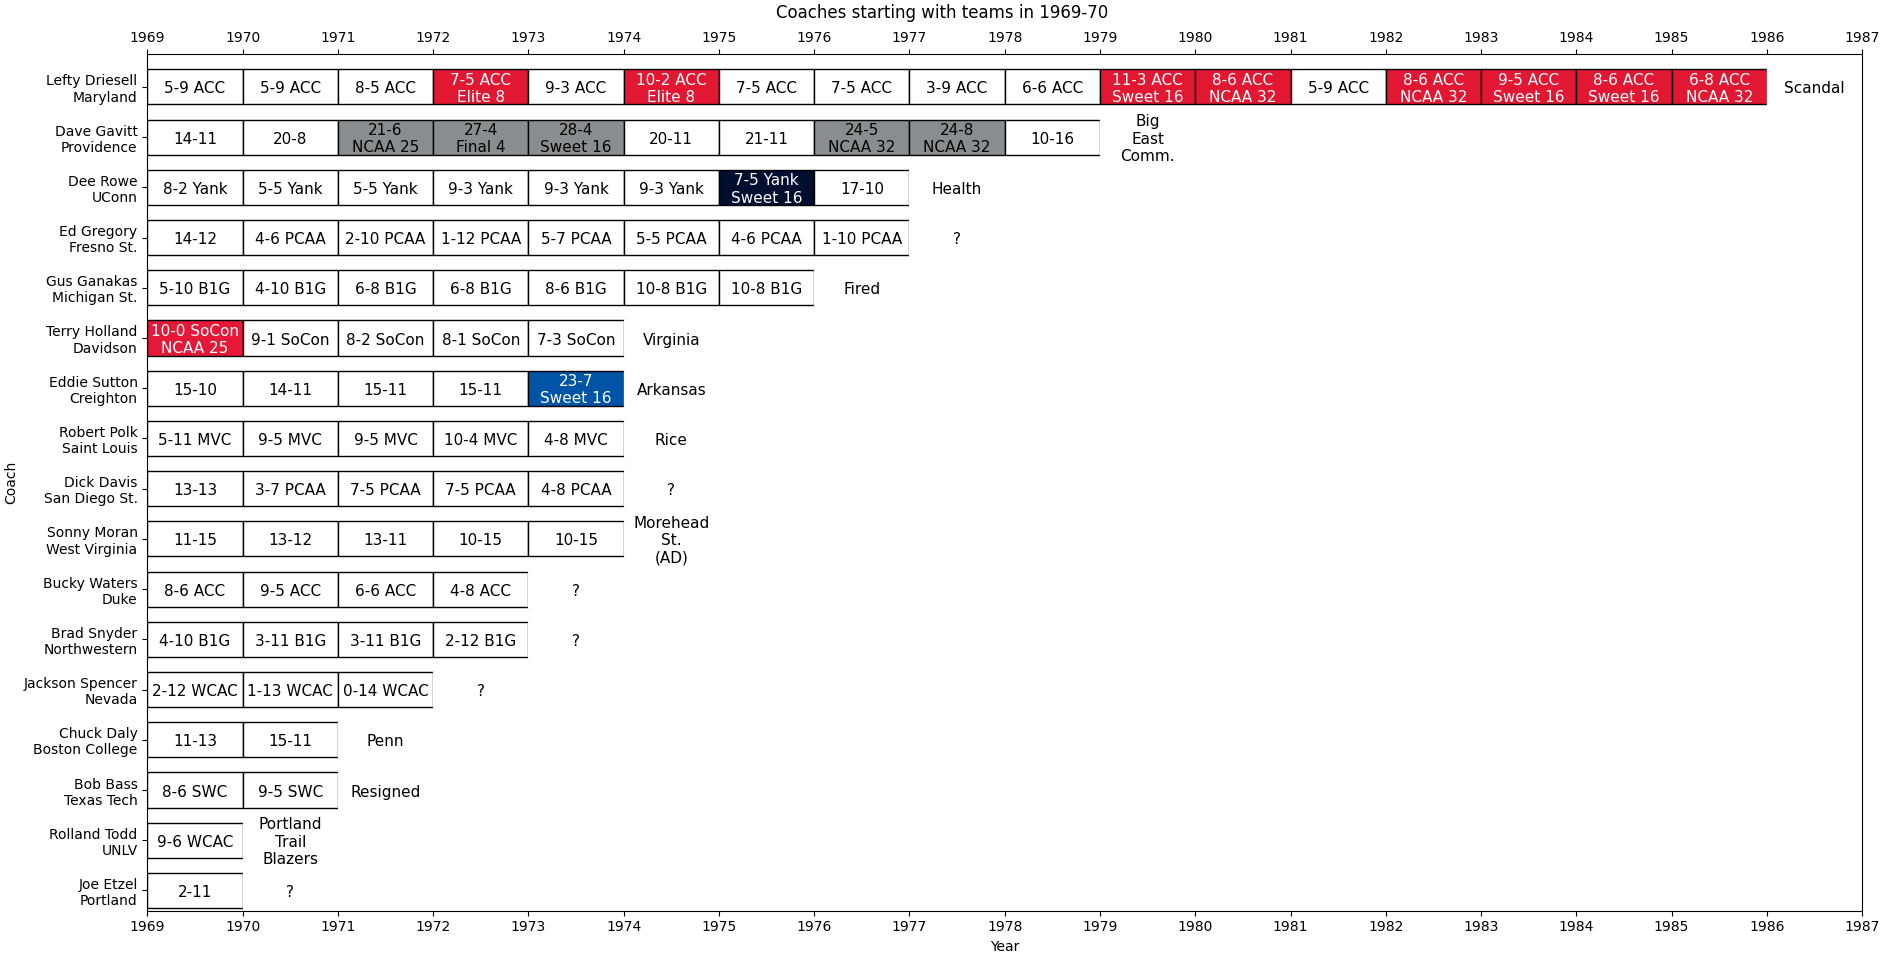 Coaches starting with teams in 1969-70
1969 1970 1971 1972 1973 1974 1975 1976 1977 1978 1979 1980 1981 1982 1983 1984 1985 1986 1987
Lefty Driesell
Maryland
5-9 ACC
5-9 ACC
8-5 ACC
7-5 ACC
Elite 8
9-3 ACC
10-2 ACC
Elite 8
7-5 ACC
7-5 ACC
3-9 ACC
6-6 ACC
11-3 ACC
Sweet 16
8-6 ACC
NCAA 32
5-9 ACC
8-6 ACC
NCAA 32
9-5 ACC
Sweet 16
8-6 ACC
Sweet 16
6-8 ACC
NCAA 32
Scandal
Dave Gavitt
Providence
14-11
20-8
21-6
NCAA 25
27-4
Final 4
28-4
Sweet 16
20-11
21-11
24-5
NCAA 32
24-8
NCAA 32
10-16
Big
East
Comm.
Dee Rowe
UConn
8-2 Yank
5-5 Yank
5-5 Yank
9-3 Yank
9-3 Yank
9-3 Yank
7-5 Yank
Sweet 16
17-10
Health
Ed Gregory
Fresno St.
14-12
4-6 PCAA
2-10 PCAA
1-12 PCAA
5-7 PCAA
5-5 PCAA
4-6 PCAA
1-10 PCAA
?
Gus Ganakas
Michigan St.
5-10 B1G
4-10 B1G
6-8 B1G
6-8 B1G
8-6 B1G
10-8 B1G
10-8 B1G
Fired
Terry Holland
Davidson
10-0 SoCon
NCAA 25
9-1 SoCon
8-2 SoCon
8-1 SoCon
7-3 SoCon
Virginia
Eddie Sutton
Creighton
15-10
14-11
15-11
15-11
23-7
Sweet 16
Arkansas
Robert Polk
Saint Louis
5-11 MVC
9-5 MVC
9-5 MVC
10-4 MVC
4-8 MVC
Rice
Dick Davis
San Diego St.
13-13
3-7 PCAA
7-5 PCAA
7-5 PCAA
4-8 PCAA
?
Sonny Moran
West Virginia
11-15
13-12
13-11
10-15
10-15
Morehead
St.
(AD)
Bucky Waters
Duke
8-6 ACC
9-5 ACC
6-6 ACC
4-8 ACC
?
Brad Snyder
Northwestern
4-10 B1G
3-11 B1G
3-11 B1G
2-12 B1G
?
Jackson Spencer
Nevada
2-12 WCAC
1-13 WCAC
0-14 WCAC
?
Chuck Daly
Boston College
11-13
15-11
Penn
Bob Bass
Texas Tech
8-6 SWC
9-5 SWC
Resigned
Rolland Todd
UNLV
9-6 WCAC
Portland
Trail
Blazers
Joe Etzel
Portland
2-11
?
Coach
1969 1970 1971 1972 1973 1974 1975 1976 1977 1978 1979 1980 1981 1982 1983 1984 1985 1986 1987
Year